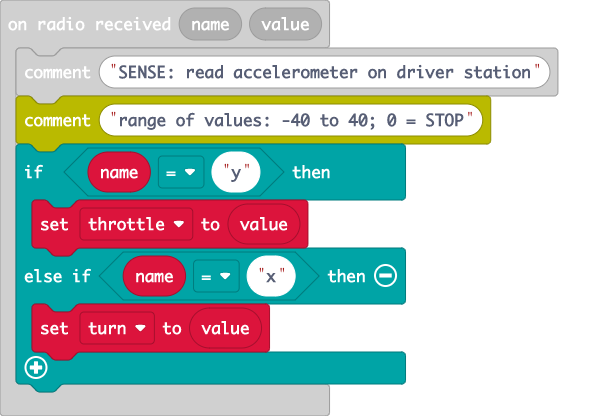 on radio received name value
comment "SENSE: read accelerometer on driver station"
comment "range of values: -40 to 40; 0 = STOP"
if name = "y" then
set throttle to value
else if name = "x" then
set turn to value